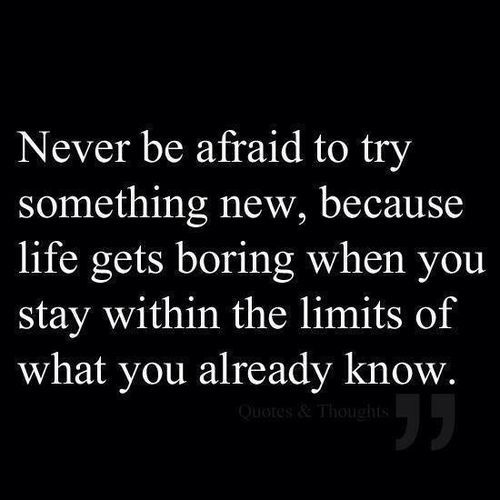 Never be afraid to try
something new, because
life gets boring when you
stay within the limits of
what you already know.
Quotes & Thoughts ”